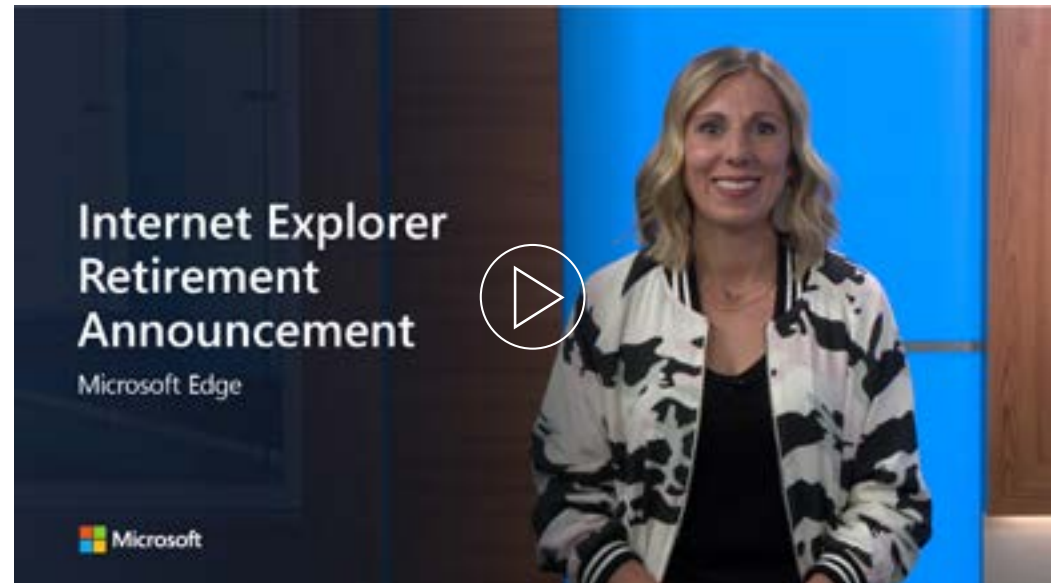 Internet Explorer
Retirement
Announcement
Microsoft Edge
Microsoft